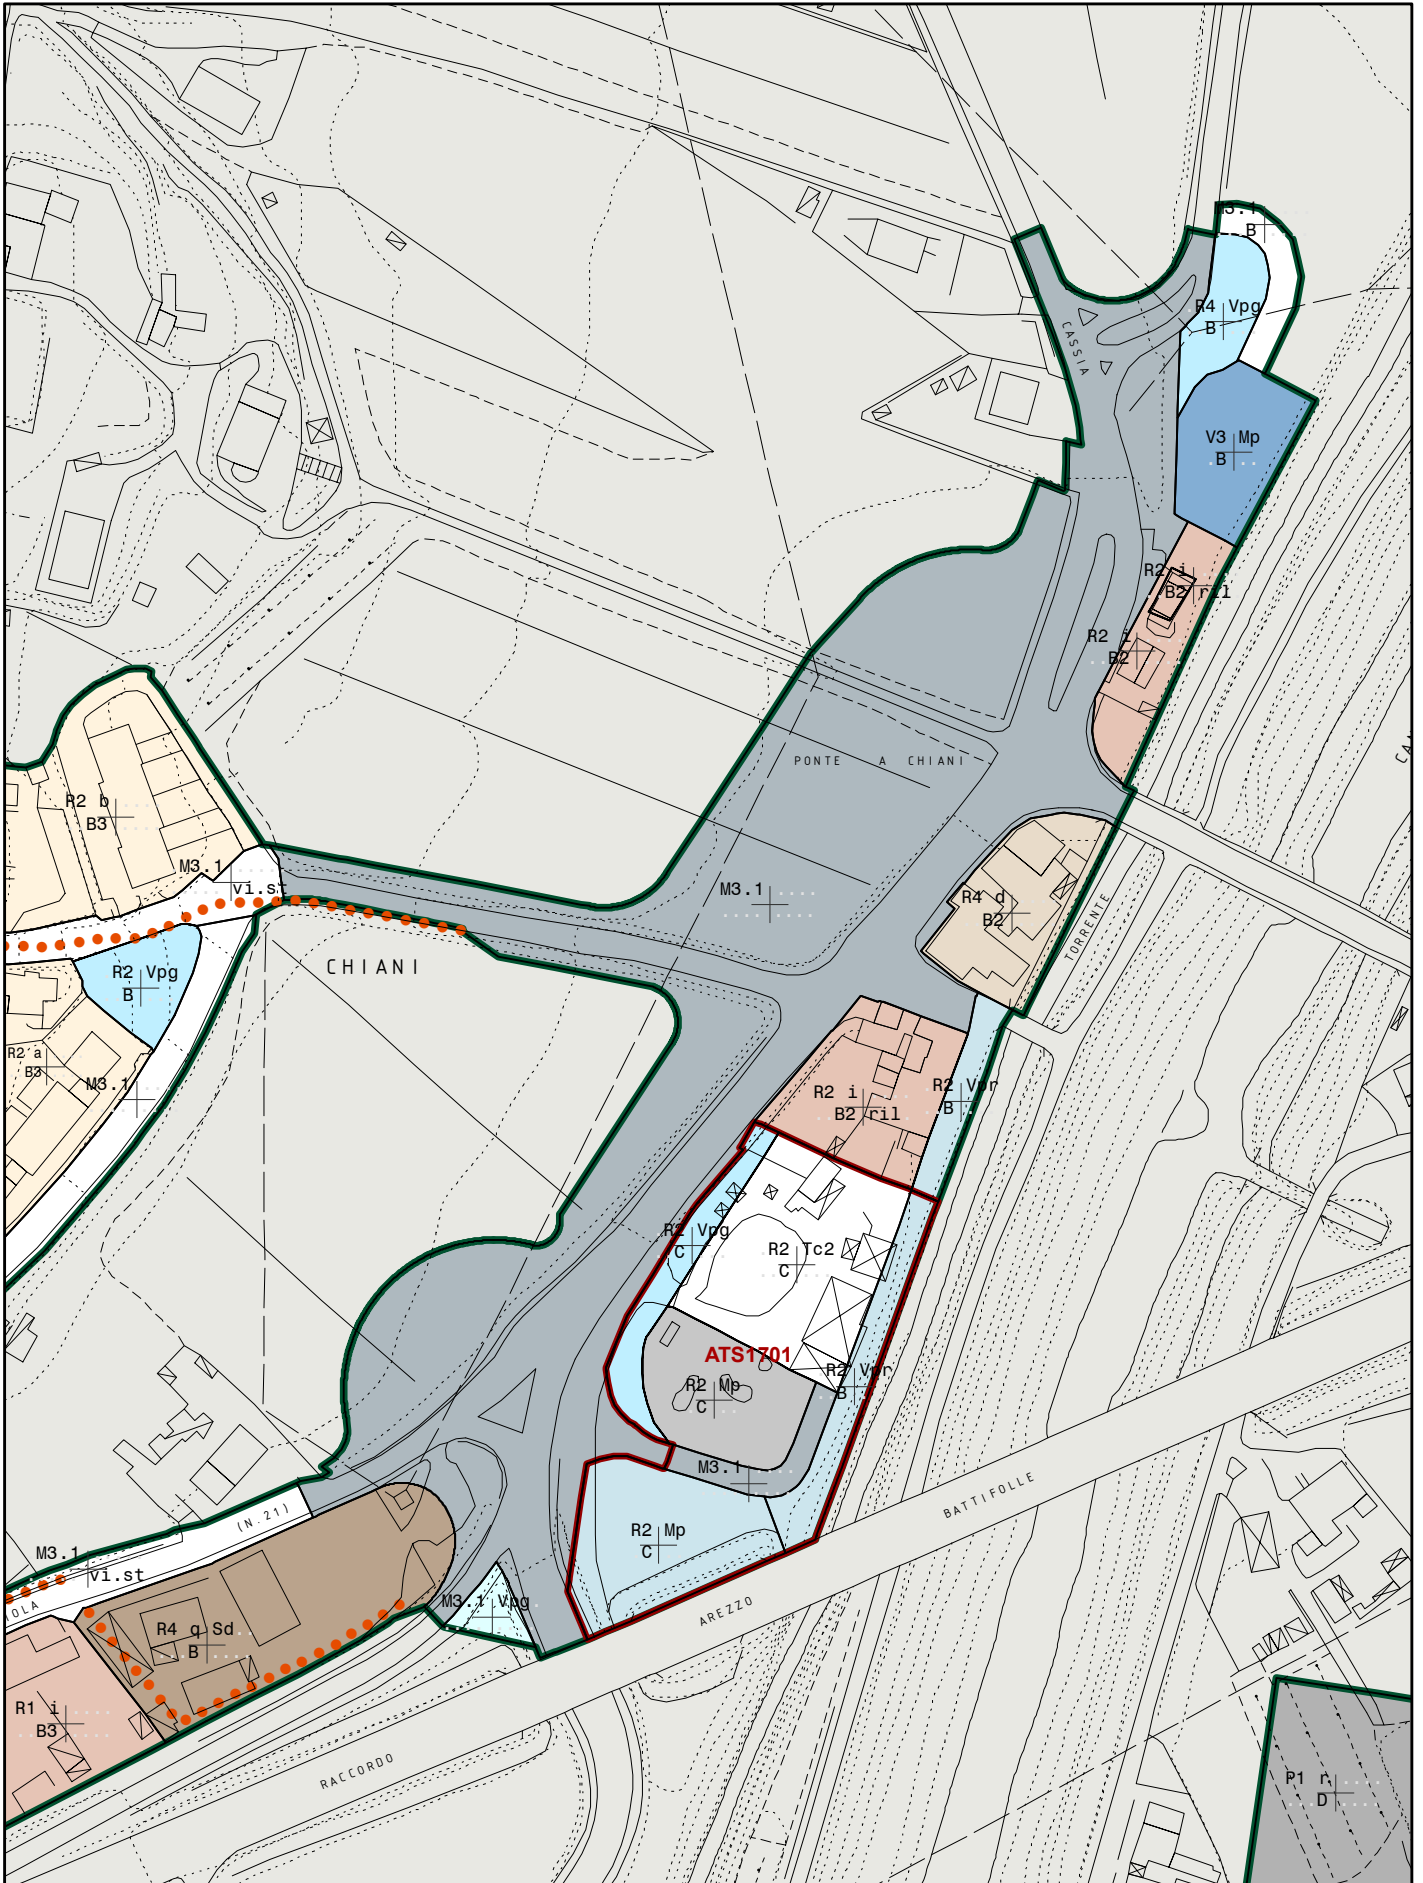 M3.1
B
R4 Vpg
B
CASSIA
V3 Mp
B
R2 i
B2 ril
R2 i
B2
PONTE A CHIANI
R2 b
B3
M3.1
vi.st
M3.1
R4 d
B2
TORRENTE
CHIANI
R2 Vpg
B
R2 a
B3
M3.1
R2 i
B2 ril
R2 Vpr
B
R2 Vpg
C
R2 Tc2
C
ATS1701
R2 Mp
C
R2 Vpr
B
M3.1
BATTIFOLLE
(N.21)
R2 Mp
C
M3.1
vi.st
M3.1 Vpg
AREZZO
R4 q Sd
B
R1 i
B3
RACCORDO
P1 r
D